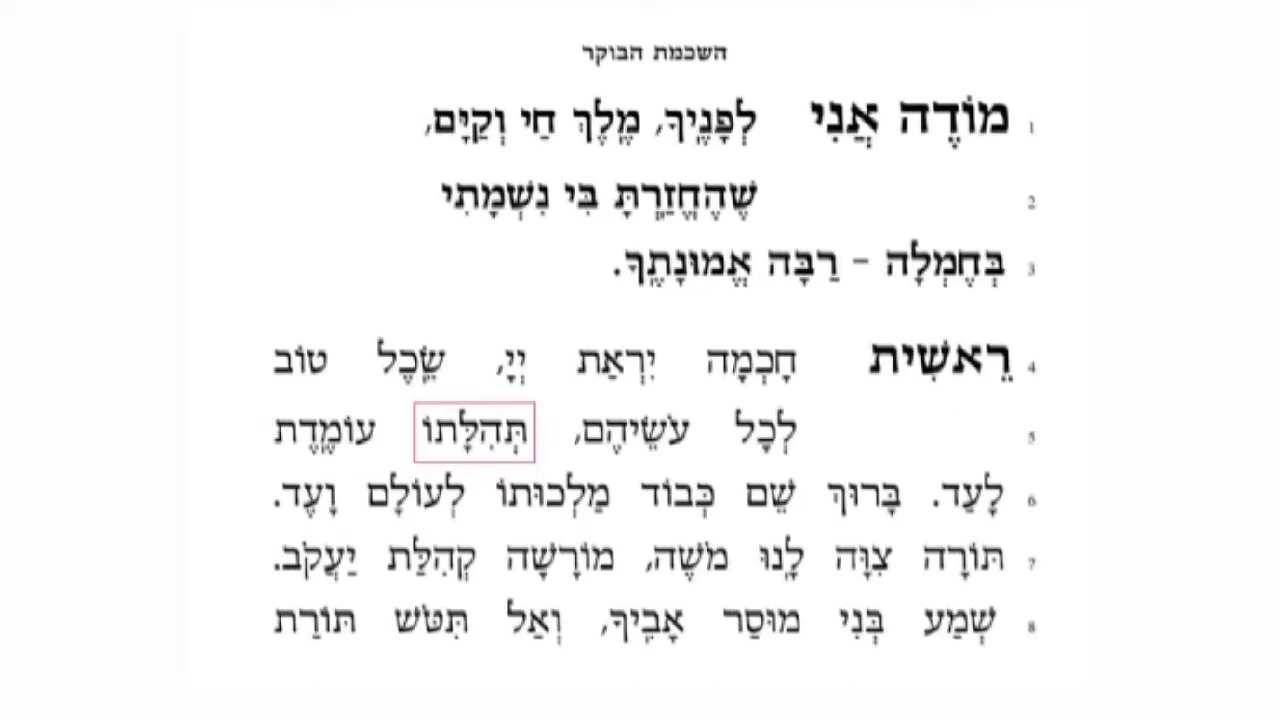 השכמת הבוקר
מוֹדֶה אֲנִי לְפָנֶֽיךָ, מֶֽלֶךְ חַי וְקַיָּם, 1
שֶׁהֶחֱזַֽרְתָּ בִּי נִשְׁמָתִי 2
בְּחֶמְלָה – רַבָּה אֱמוּנָתֶֽךָ. 3
רֵאשִׁית חָכְמָה יִרְאַת יְיָ, שֵֽׂכֶל טוֹב 4
לְכָל עֹשֵׂיהֶם, תְּהִלָּתוֹ עוֹמֶֽדֶת 5
לָעַד. בָּרוּךְ שֵׁם כְּבוֹד מַלְכוּתוֹ לְעוֹלָם וָעֶד. 6
תּוֹרָה צִוָּה לָֽנוּ מֹשֶׁה, מוֹרָשָׁה קְהִלַּת יַעֲקֹב. 7
שְׁמַע בְּנִי מוּסַר אָבִֽיךָ, וְאַל תִּטֹּשׁ תּוֹרַת 8